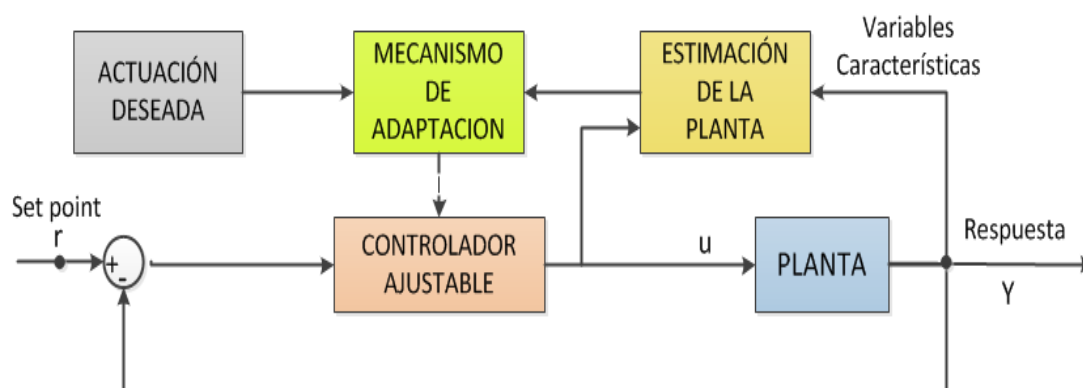 ACTUACIÓN
DESEADA
MECANISMO
DE
ADAPTACION
ESTIMACIÓN
DE LA
PLANTA
Variables
Características
Set point
r
+
-
CONTROLADOR
AJUSTABLE
u
PLANTA
Respuesta
Y